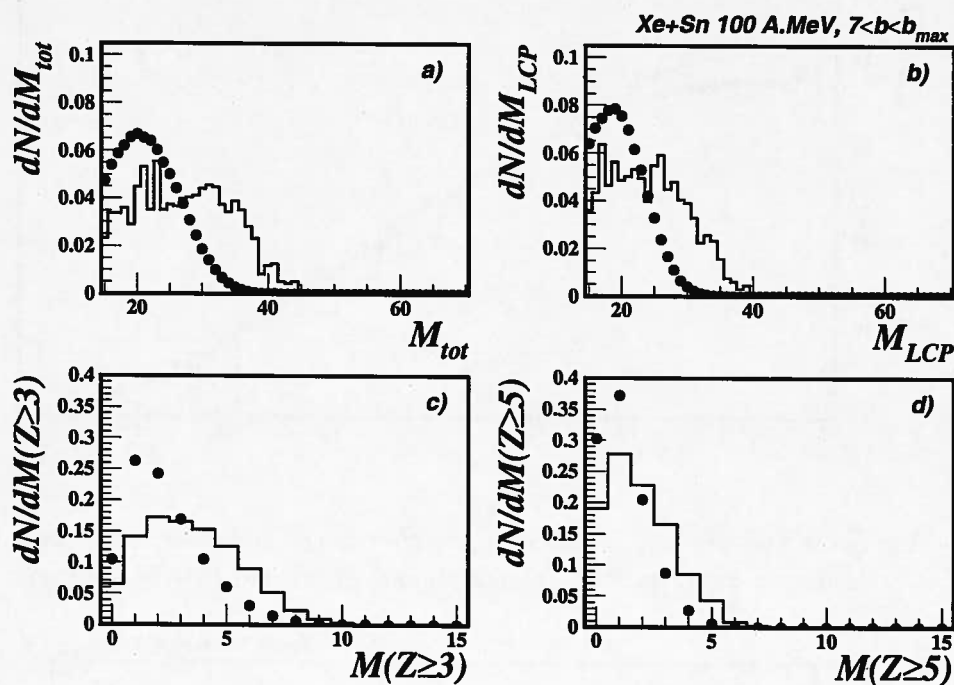 Xe+Sn 100 A.MeV, 7<b<b_max
dN/dM_tot
0.1
0.08
0.06
0.04
0.02
0
a)
20 40 60
M_tot
dN/dM_LCP
0.1
0.08
0.06
0.04
0.02
0
b)
20 40 60
M_LCP
dN/dM(Z≥3)
0.4
0.35
0.3
0.25
0.2
0.15
0.1
0.05
0
c)
0 5 10 15
M(Z≥3)
dN/dM(Z≥5)
0.4
0.35
0.3
0.25
0.2
0.15
0.1
0.05
0
d)
0 5 10 15
M(Z≥5)